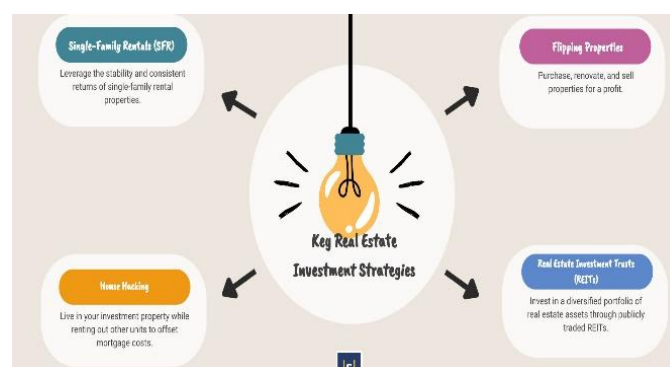 Single-Family Rentals (SFR)
Leverage the stability and consistent
returns of single-family rental
properties.
Flipping Properties
Purchase, renovate, and sell
properties for a profit.
Key Real Estate
Investment Strategies
House Hacking
Live in your investment property while
renting out other units to offset
mortgage costs.
Real Estate Investment Trusts
(REITs)
Invest in a diversified portfolio of
real estate assets through publicly
traded REITs.